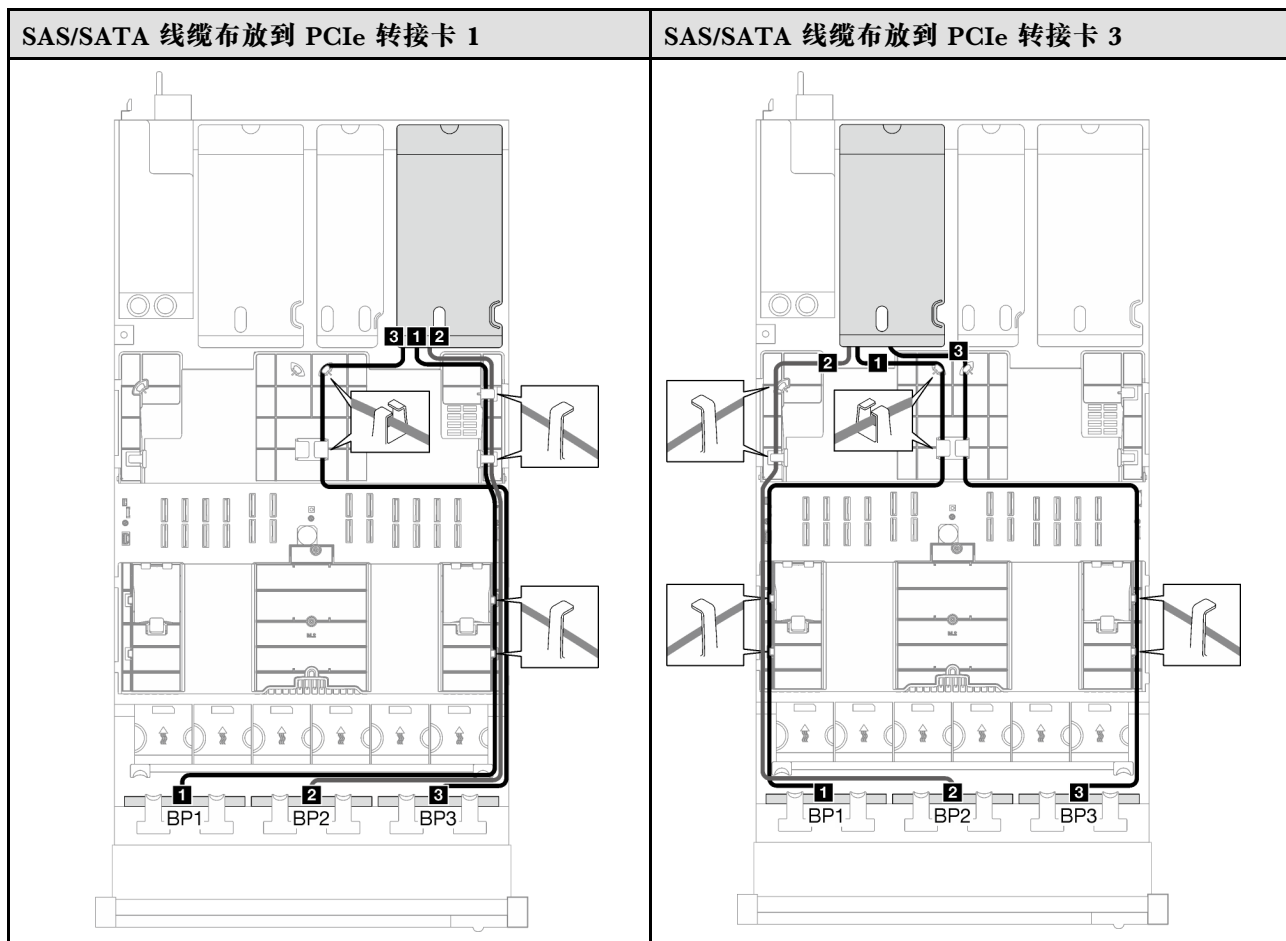 SAS/SATA 线缆布放到 PCIe 转接卡 1
SAS/SATA 线缆布放到 PCIe 转接卡 3
3 1 2
1 2 3
BP1 BP2 BP3
2 1 3
1 2 3
BP1 BP2 BP3